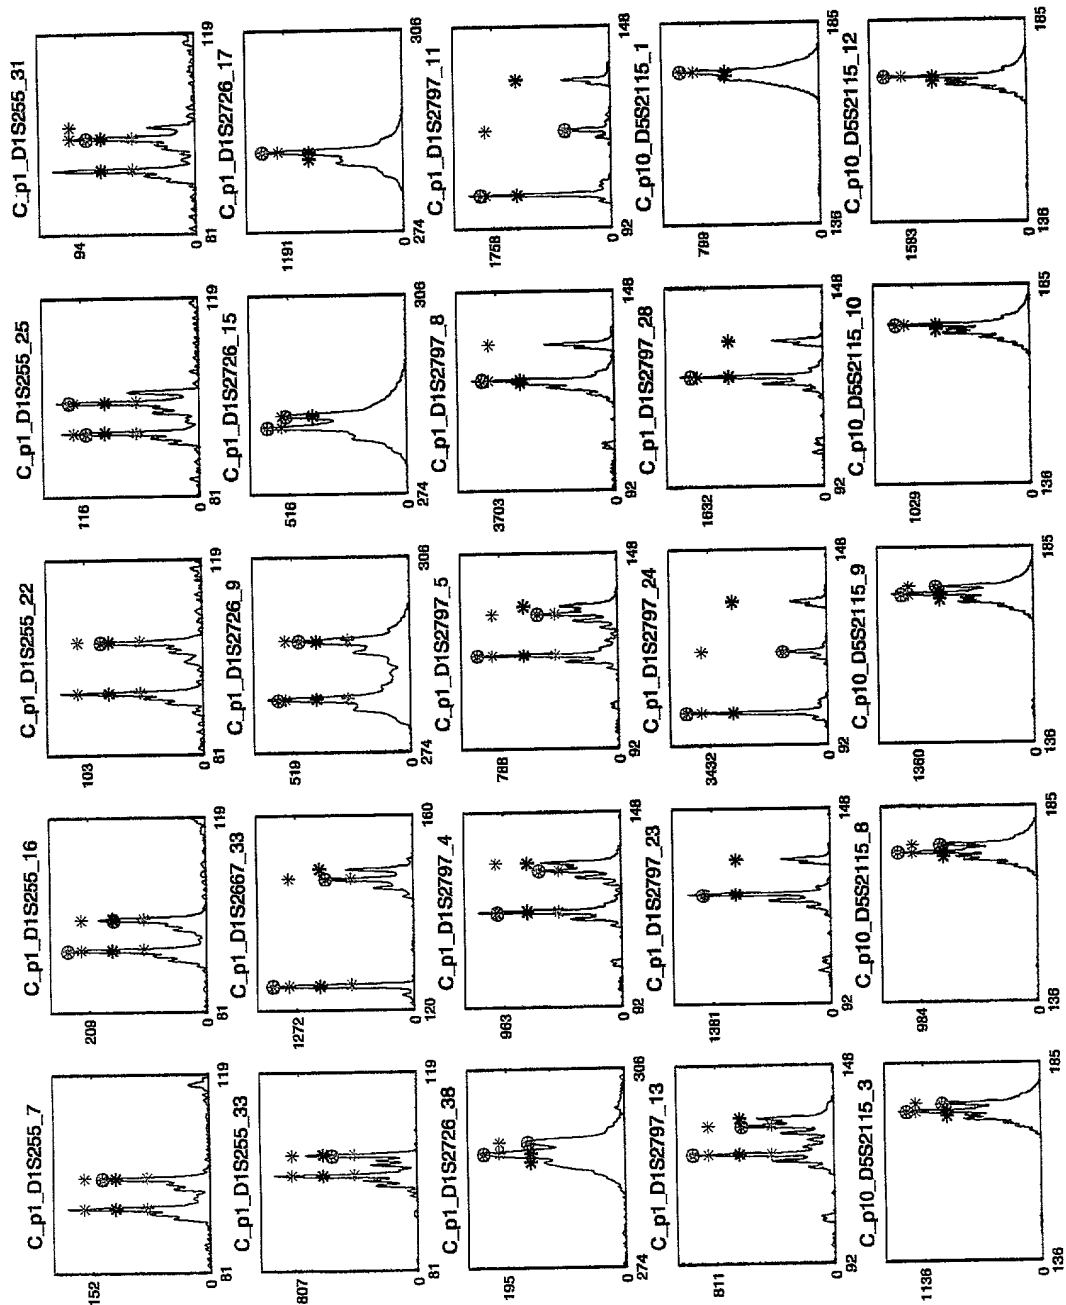 C_p1_D1S255_7 C_p1_D1S255_16 C_p1_D1S255_22 C_p1_D1S255_25 C_p1_D1S255_31
152 209 103 116 94
0 0 0 0 0
81 119 81 119 81 119 81 119 81 119
C_p1_D1S255_33 C_p1_D1S2667_33 C_p1_D1S2726_9 C_p1_D1S2726_15 C_p1_D1S2726_17
807 1272 519 516 1191
0 0 0 0 0
81 119 120 160 274 306 274 306 274 306
C_p1_D1S2726_38 C_p1_D1S2797_4 C_p1_D1S2797_5 C_p1_D1S2797_8 C_p1_D1S2797_11
195 963 788 3703 1758
0 0 0 0 0
274 306 92 148 92 148 92 148 92 148
C_p1_D1S2797_13 C_p1_D1S2797_23 C_p1_D1S2797_24 C_p1_D1S2797_28 C_p10_D5S2115_1
811 1381 3432 1632 799
0 0 0 0 0
92 148 92 148 92 148 92 148 136 185
C_p10_D5S2115_3 C_p10_D5S2115_8 C_p10_D5S2115_9 C_p10_D5S2115_10 C_p10_D5S2115_12
1136 984 1360 1029 1583
0 0 0 0 0
136 185 136 185 136 185 136 185 136 185